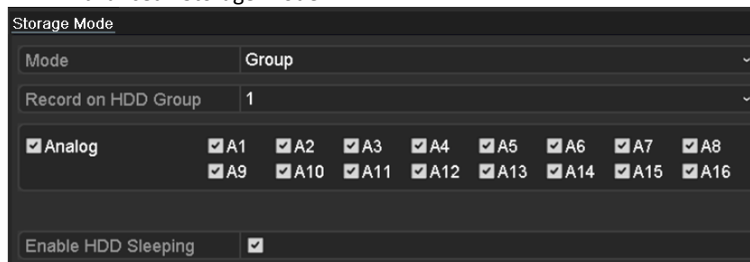 Storage Mode
Mode Group
Record on HDD Group 1
Analog A1 A2 A3 A4 A5 A6 A7 A8
A9 A10 A11 A12 A13 A14 A15 A16
Enable HDD Sleeping